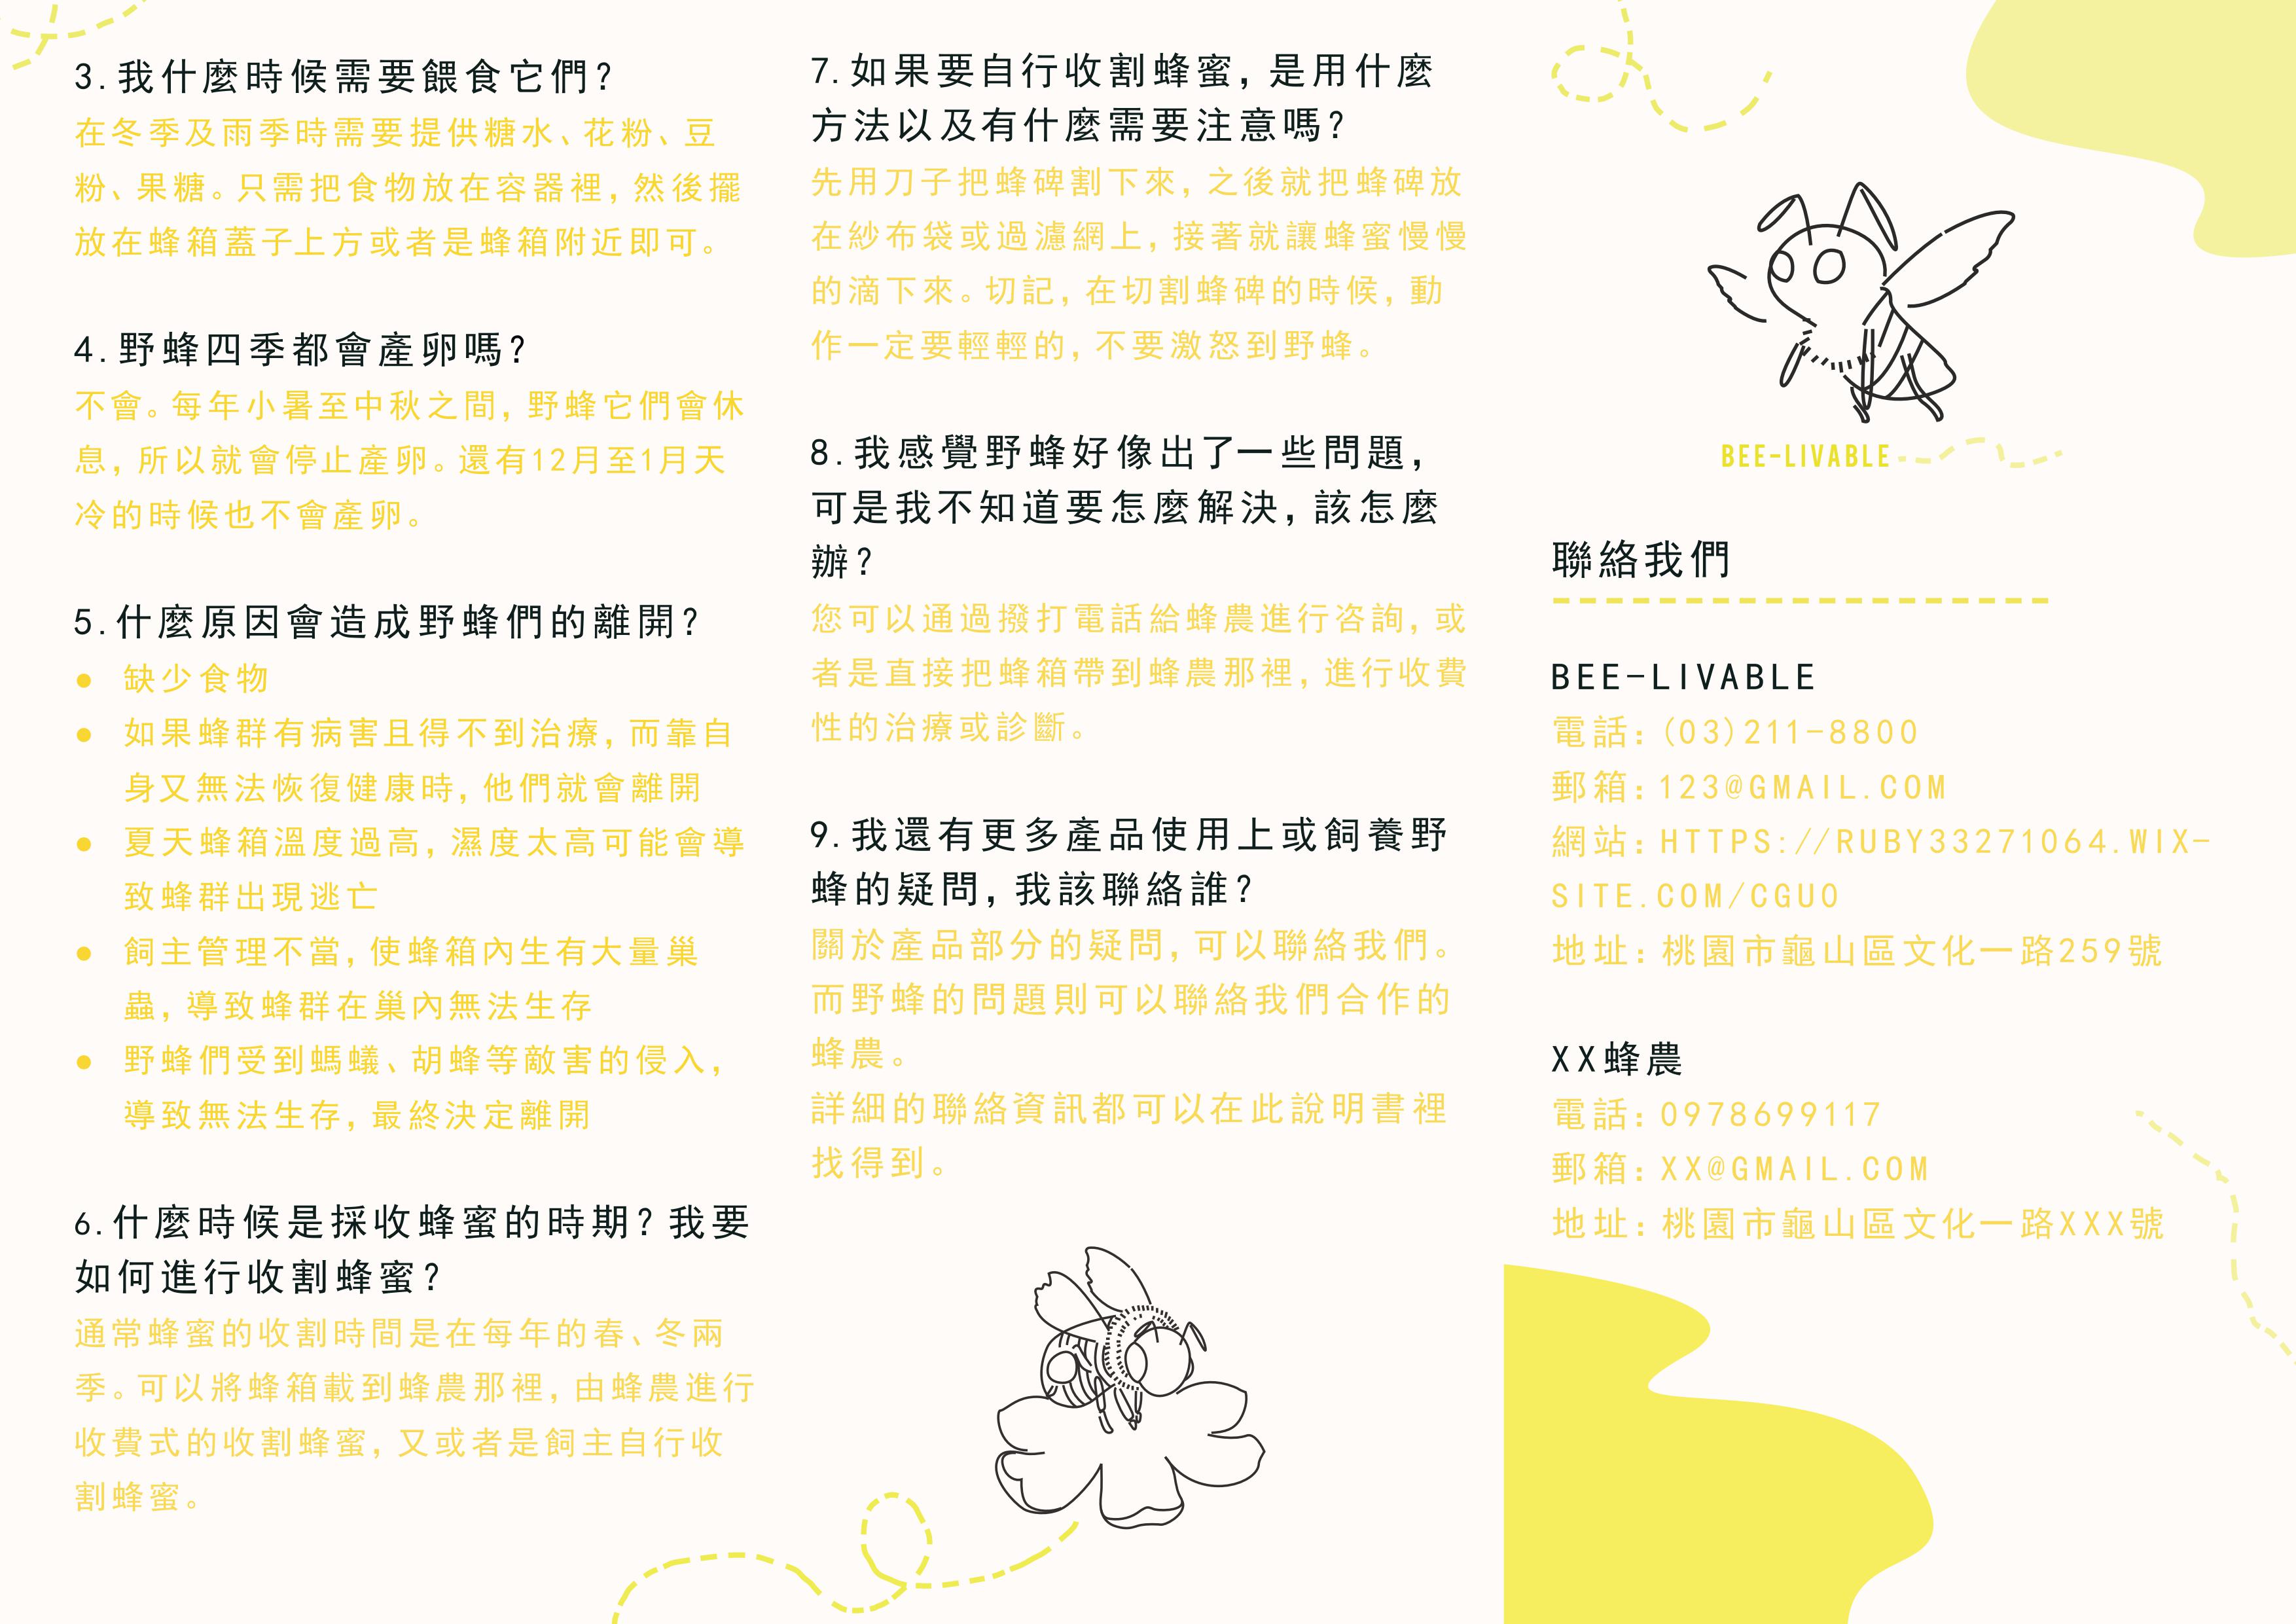 3.我什麼時候需要餵食它們?
在冬季及雨季時需要提供糖水、花粉、豆
粉、果糖。只需把食物放在容器裡,然後擺
放在蜂箱蓋子上方或者是蜂箱附近即可。
4.野蜂四季都會產卵嗎?
不會。每年小暑至中秋之間,野蜂它們會休
息,所以就會停止產卵。還有12月至1月天
冷的時候也不會產卵。
5.什麼原因會造成野蜂們的離開?
● 缺少食物
● 如果蜂群有病害且得不到治療,而靠自
身又無法恢復健康時,他們就會離開
● 夏天蜂箱溫度過高,濕度太高可能會導
致蜂群出現逃亡
● 飼主管理不當,使蜂箱內生有大量巢
蟲,導致蜂群在巢內無法生存
● 野蜂們受到螞蟻、胡蜂等敵害的侵入,
導致無法生存,最終決定離開
6.什麼時候是採收蜂蜜的時期?我要
如何進行收割蜂蜜?
通常蜂蜜的收割時間是在每年的春、冬兩
季。可以將蜂箱載到蜂農那裡,由蜂農進行
收費式的收割蜂蜜,又或者是飼主自行收
割蜂蜜。
7.如果要自行收割蜂蜜,是用什麼
方法以及有什麼需要注意嗎?
先用刀子把蜂碑割下來,之後就把蜂碑放
在紗布袋或過濾網上,接著就讓蜂蜜慢慢
的滴下來。切記,在切割蜂碑的時候,動
作一定要輕輕的,不要激怒到野蜂。
8.我感覺野蜂好像出了一些問題,
可是我不知道要怎麼解決,該怎麼
辦?
您可以通過撥打電話給蜂農進行咨詢,或
者是直接把蜂箱帶到蜂農那裡,進行收費
性的治療或診斷。
9.我還有更多產品使用上或飼養野
蜂的疑問,我該聯絡誰?
關於產品部分的疑問,可以聯絡我們。
而野蜂的問題則可以聯絡我們合作的
蜂農。
詳細的聯絡資訊都可以在此說明書裡
找得到。
BEE-LIVABLE
聯絡我們
BEE-LIVABLE
電話:(03)211-8800
郵箱:123@GMAIL.COM
網站:HTTPS://RUBY33271064.WIX-
SITE.COM/CGU0
地址:桃園市龜山區文化一路259號
XX蜂農
電話:0978699117
郵箱:XX@GMAIL.COM
地址:桃園市龜山區文化一路XXX號